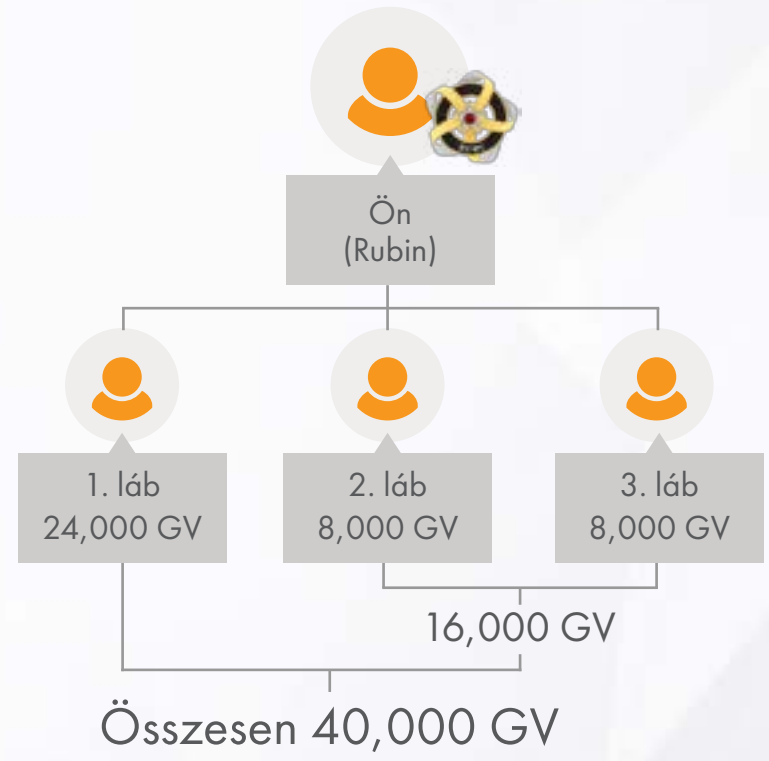 Ön
(Rubin)
1. láb
24,000 GV
2. láb
8,000 GV
3. láb
8,000 GV
16,000 GV
Összesen 40,000 GV